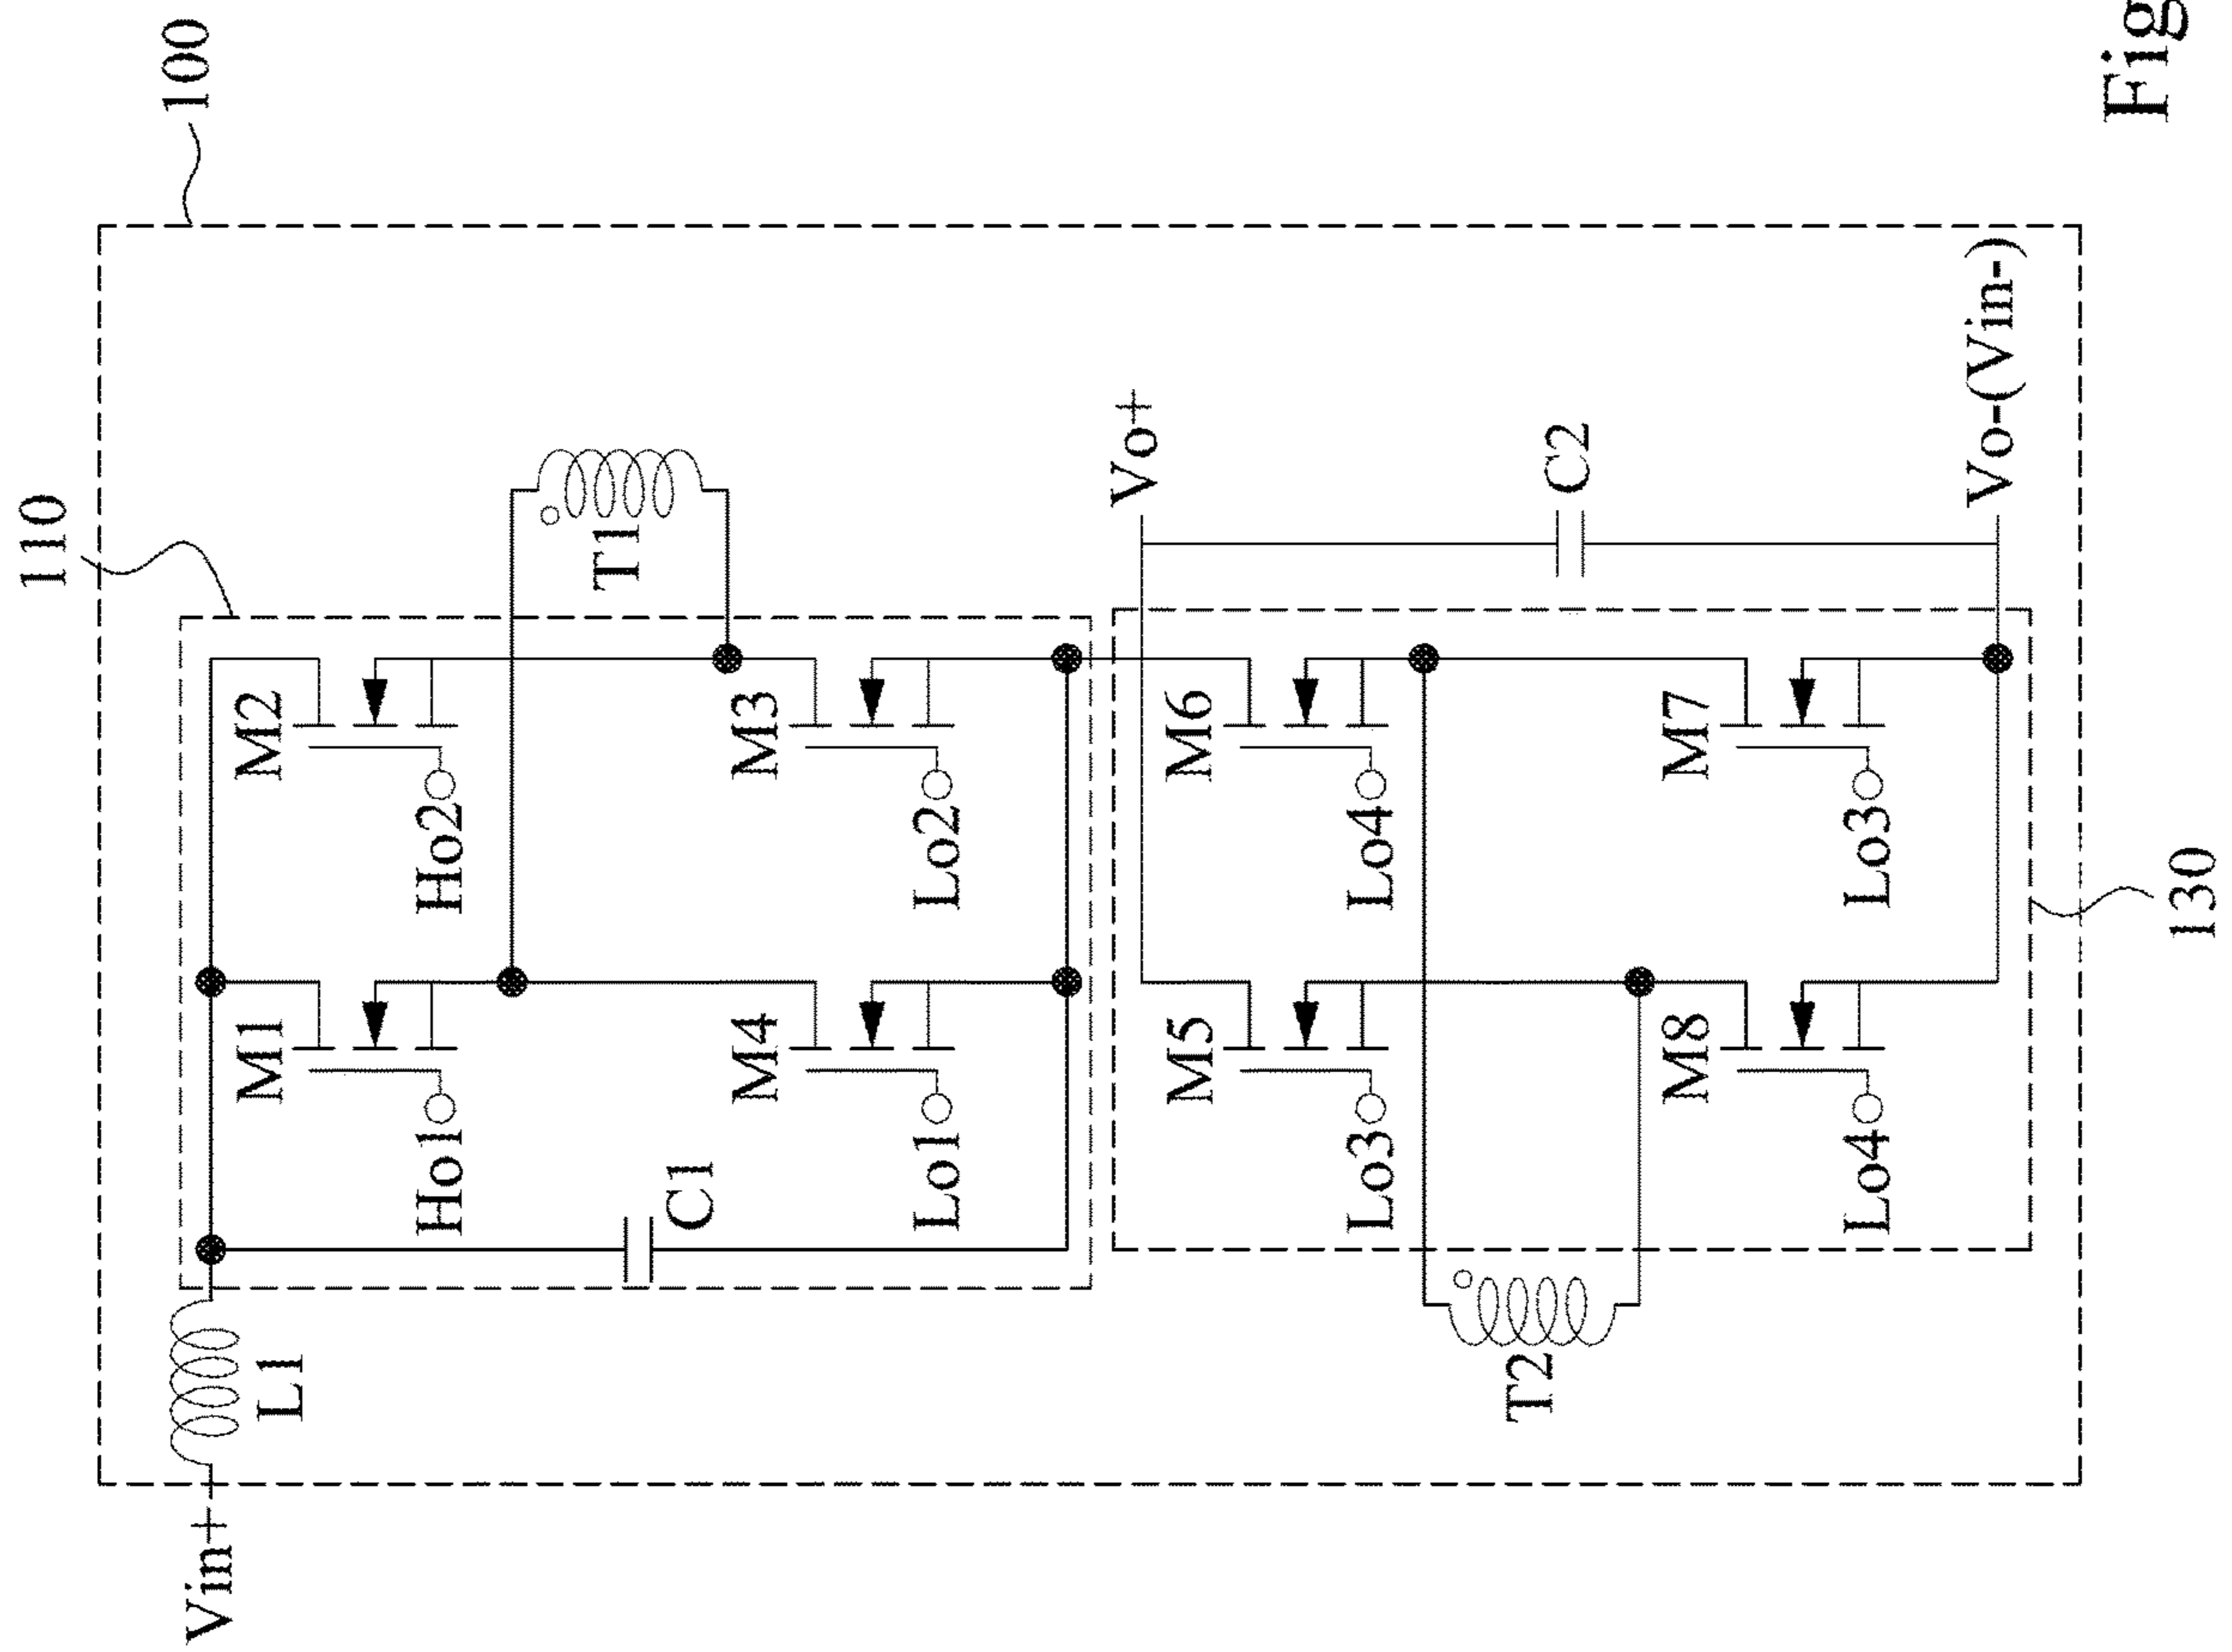 100
110
Vin+
L1
M1
M2
Ho1
Ho2
T1
C1
M4
M3
Lo1
Lo2
Vo+
M5
M6
Lo3
Lo4
T2
C2
M8
M7
Lo4
Lo3
Vo-(Vin-)
130
Fig